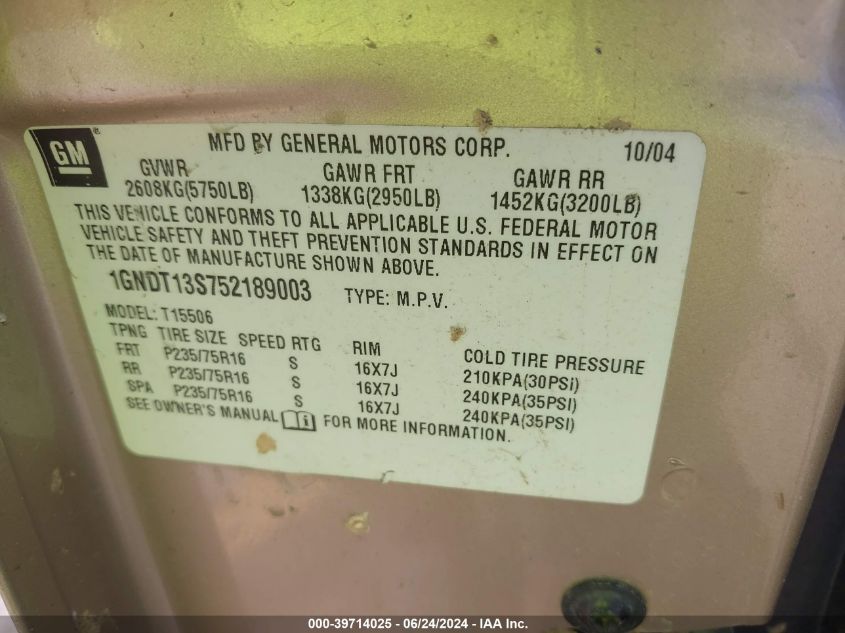 GM®
MFD BY GENERAL MOTORS CORP. 10/04
GVWR GAWR FRT GAWR RR
2608KG(5750LB) 1338KG(2950LB) 1452KG(3200LB)
THIS VEHICLE CONFORMS TO ALL APPLICABLE U.S. FEDERAL MOTOR
VEHICLE SAFETY AND THEFT PREVENTION STANDARDS IN EFFECT ON
THE DATE OF MANUFACTURE SHOWN ABOVE.
1GNDT13S752189003 TYPE: M.P.V.
MODEL: T15506
TPNG TIRE SIZE SPEED RTG RIM COLD TIRE PRESSURE
FRT P235/75R16 S 16X7J 210KPA(30PSI)
RR P235/75R16 S 16X7J 240KPA(35PSI)
SPA P235/75R16 S 16X7J 240KPA(35PSI)
SEE OWNER'S MANUAL FOR MORE INFORMATION.
000-39714025 / 06/24/2024 - IAA Inc.